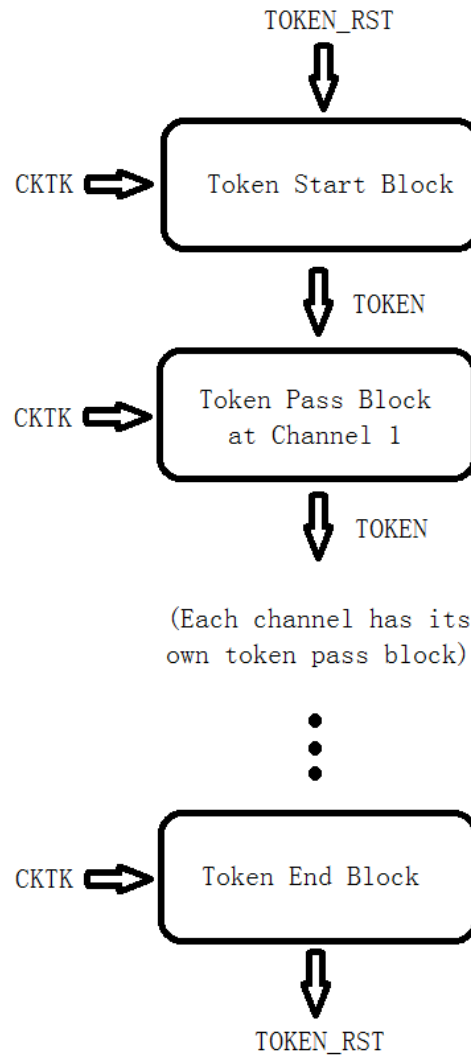 TOKEN_RST
CKTK
Token Start Block
TOKEN
CKTK
Token Pass Block
at Channel 1
TOKEN
(Each channel has its
own token pass block)
CKTK
Token End Block
TOKEN_RST